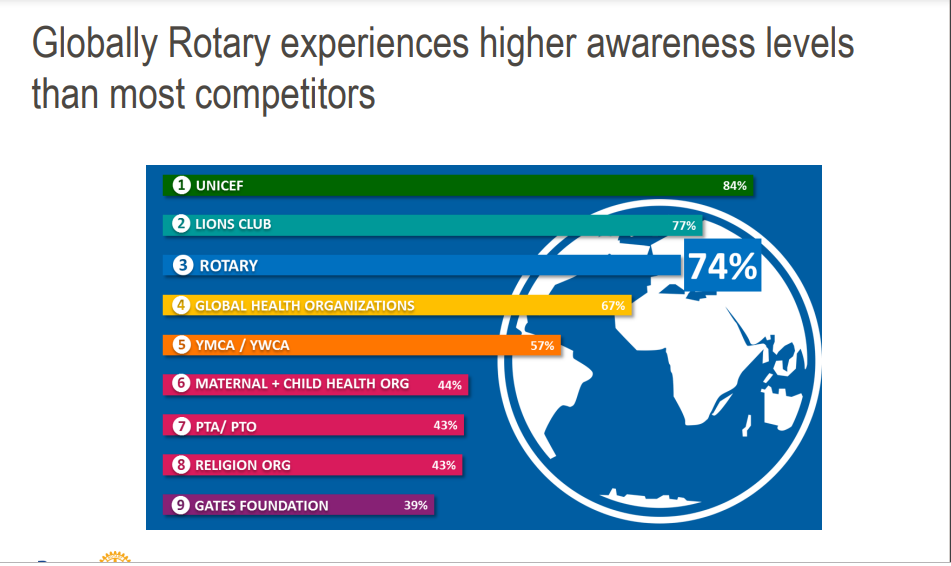 Globally Rotary experiences higher awareness levels
than most competitors
1 UNICEF 84%
2 LIONS CLUB 77%
3 ROTARY 74%
4 GLOBAL HEALTH ORGANIZATIONS 67%
5 YMCA / YWCA 57%
6 MATERNAL + CHILD HEALTH ORG 44%
7 PTA/ PTO 43%
8 RELIGION ORG 43%
9 GATES FOUNDATION 39%